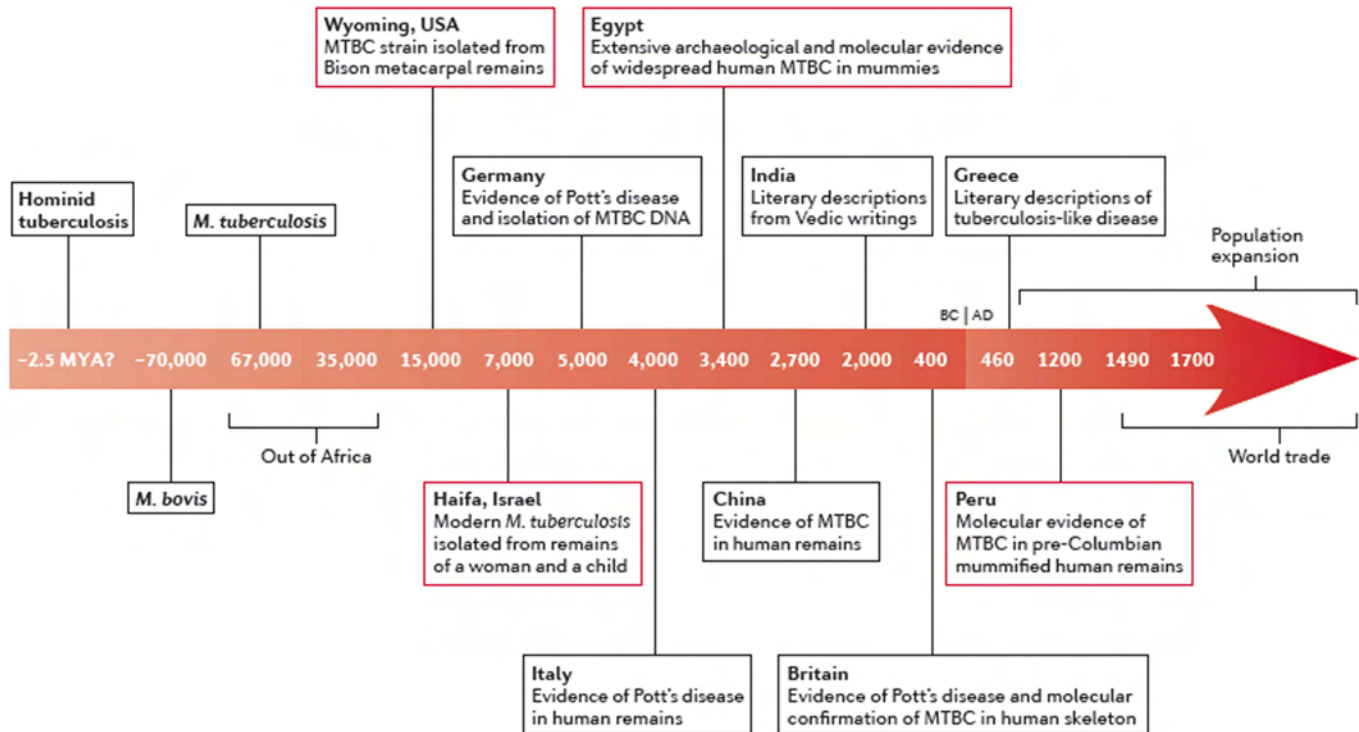 Wyoming, USA
MTBC strain isolated from
Bison metacarpal remains
Egypt
Extensive archaeological and molecular evidence
of widespread human MTBC in mummies
Hominid
tuberculosis
M. tuberculosis
Germany
Evidence of Pott's disease
and isolation of MTBC DNA
India
Literary descriptions
from Vedic writings
Greece
Literary descriptions of
tuberculosis-like disease
Population
expansion
BC | AD
–2.5 MYA? –70,000 67,000 35,000 15,000 7,000 5,000 4,000 3,400 2,700 2,000 400 460 1200 1490 1700
Out of Africa
World trade
M. bovis
Haifa, Israel
Modern M. tuberculosis
isolated from remains
of a woman and a child
China
Evidence of MTBC
in human remains
Peru
Molecular evidence of
MTBC in pre-Columbian
mummified human remains
Italy
Evidence of Pott's disease
in human remains
Britain
Evidence of Pott's disease and molecular
confirmation of MTBC in human skeleton